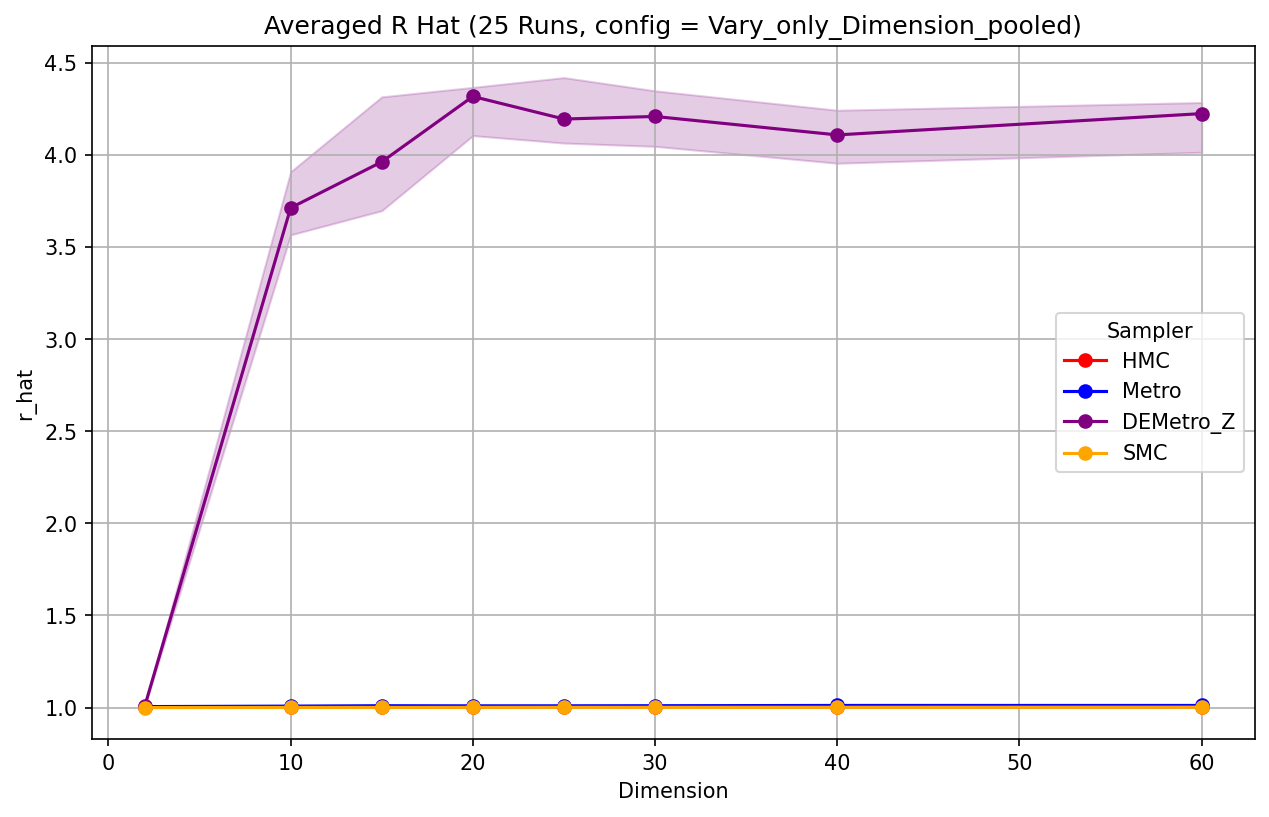 Averaged R Hat (25 Runs, config = Vary_only_Dimension_pooled)
r_hat
4.5
4.0
3.5
3.0
2.5
2.0
1.5
1.0
Sampler
HMC
Metro
DEMetro_Z
SMC
0 10 20 30 40 50 60
Dimension